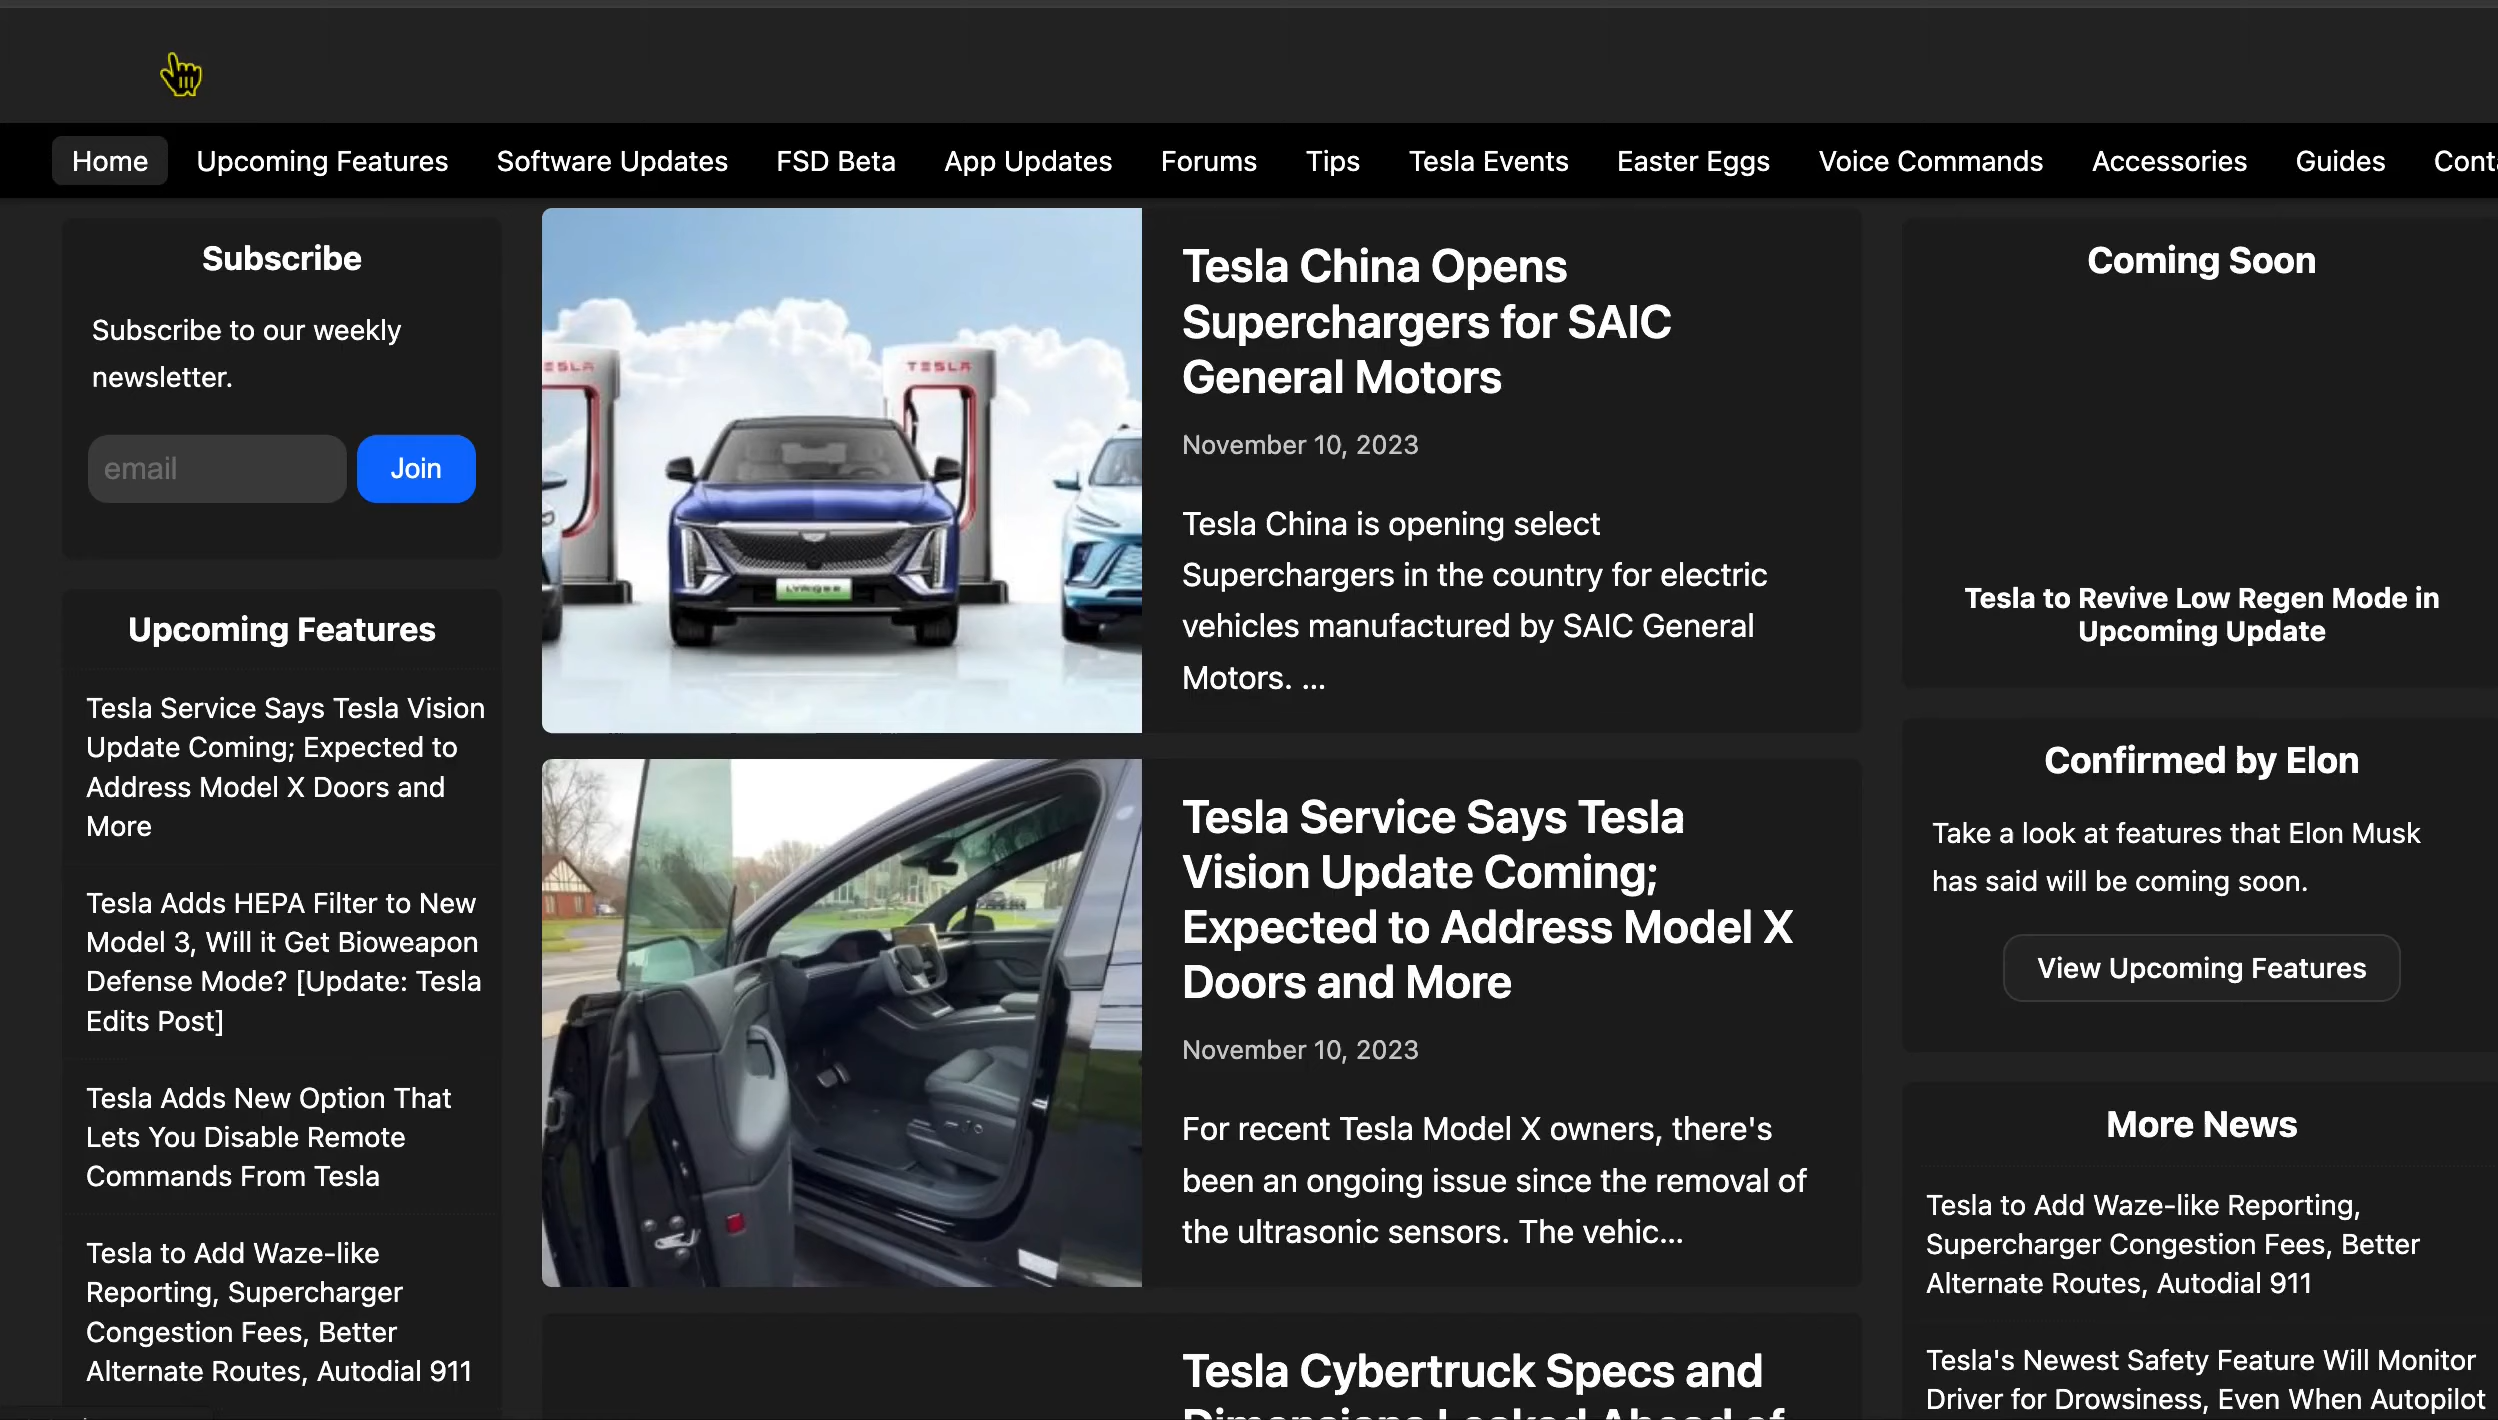 Home Upcoming Features Software Updates FSD Beta App Updates Forums Tips Tesla Events Easter Eggs Voice Commands Accessories Guides
Subscribe
Subscribe to our weekly
newsletter.
email Join
Upcoming Features
Tesla Service Says Tesla Vision
Update Coming; Expected to
Address Model X Doors and
More
Tesla Adds HEPA Filter to New
Model 3, Will it Get Bioweapon
Defense Mode? [Update: Tesla
Edits Post]
Tesla Adds New Option That
Lets You Disable Remote
Commands From Tesla
Tesla to Add Waze-like
Reporting, Supercharger
Congestion Fees, Better
Alternate Routes, Autodial 911
TESLA
Tesla China Opens
Superchargers for SAIC
General Motors
November 10, 2023
Tesla China is opening select
Superchargers in the country for electric
vehicles manufactured by SAIC General
Motors. ...
Tesla Service Says Tesla
Vision Update Coming;
Expected to Address Model X
Doors and More
November 10, 2023
For recent Tesla Model X owners, there's
been an ongoing issue since the removal of
the ultrasonic sensors. The vehic...
Tesla Cybertruck Specs and
Coming Soon
Tesla to Revive Low Regen Mode in
Upcoming Update
Confirmed by Elon
Take a look at features that Elon Musk
has said will be coming soon.
View Upcoming Features
More News
Tesla to Add Waze-like Reporting,
Supercharger Congestion Fees, Better
Alternate Routes, Autodial 911
Tesla's Newest Safety Feature Will Monitor
Driver for Drowsiness, Even When Autopilot